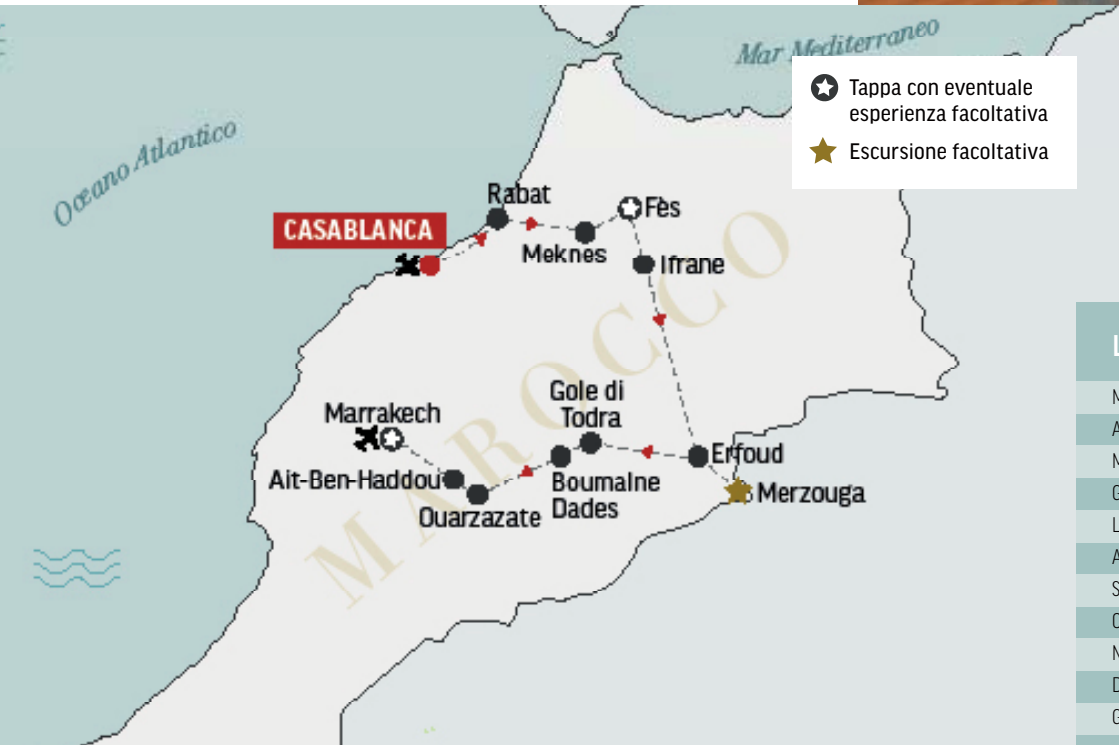 Mar Mediterraneo
Tappa con eventuale
esperienza facoltativa
Escursione facoltativa
Oceano Atlantico
Rabat
Fès
CASABLANCA
Meknes
Ifrane
MAROCCO
Gole di
Todra
Marrakech
Erfoud
Ait-Ben-Haddou
Boumalne
Dades
Merzouga
Ouarzazate